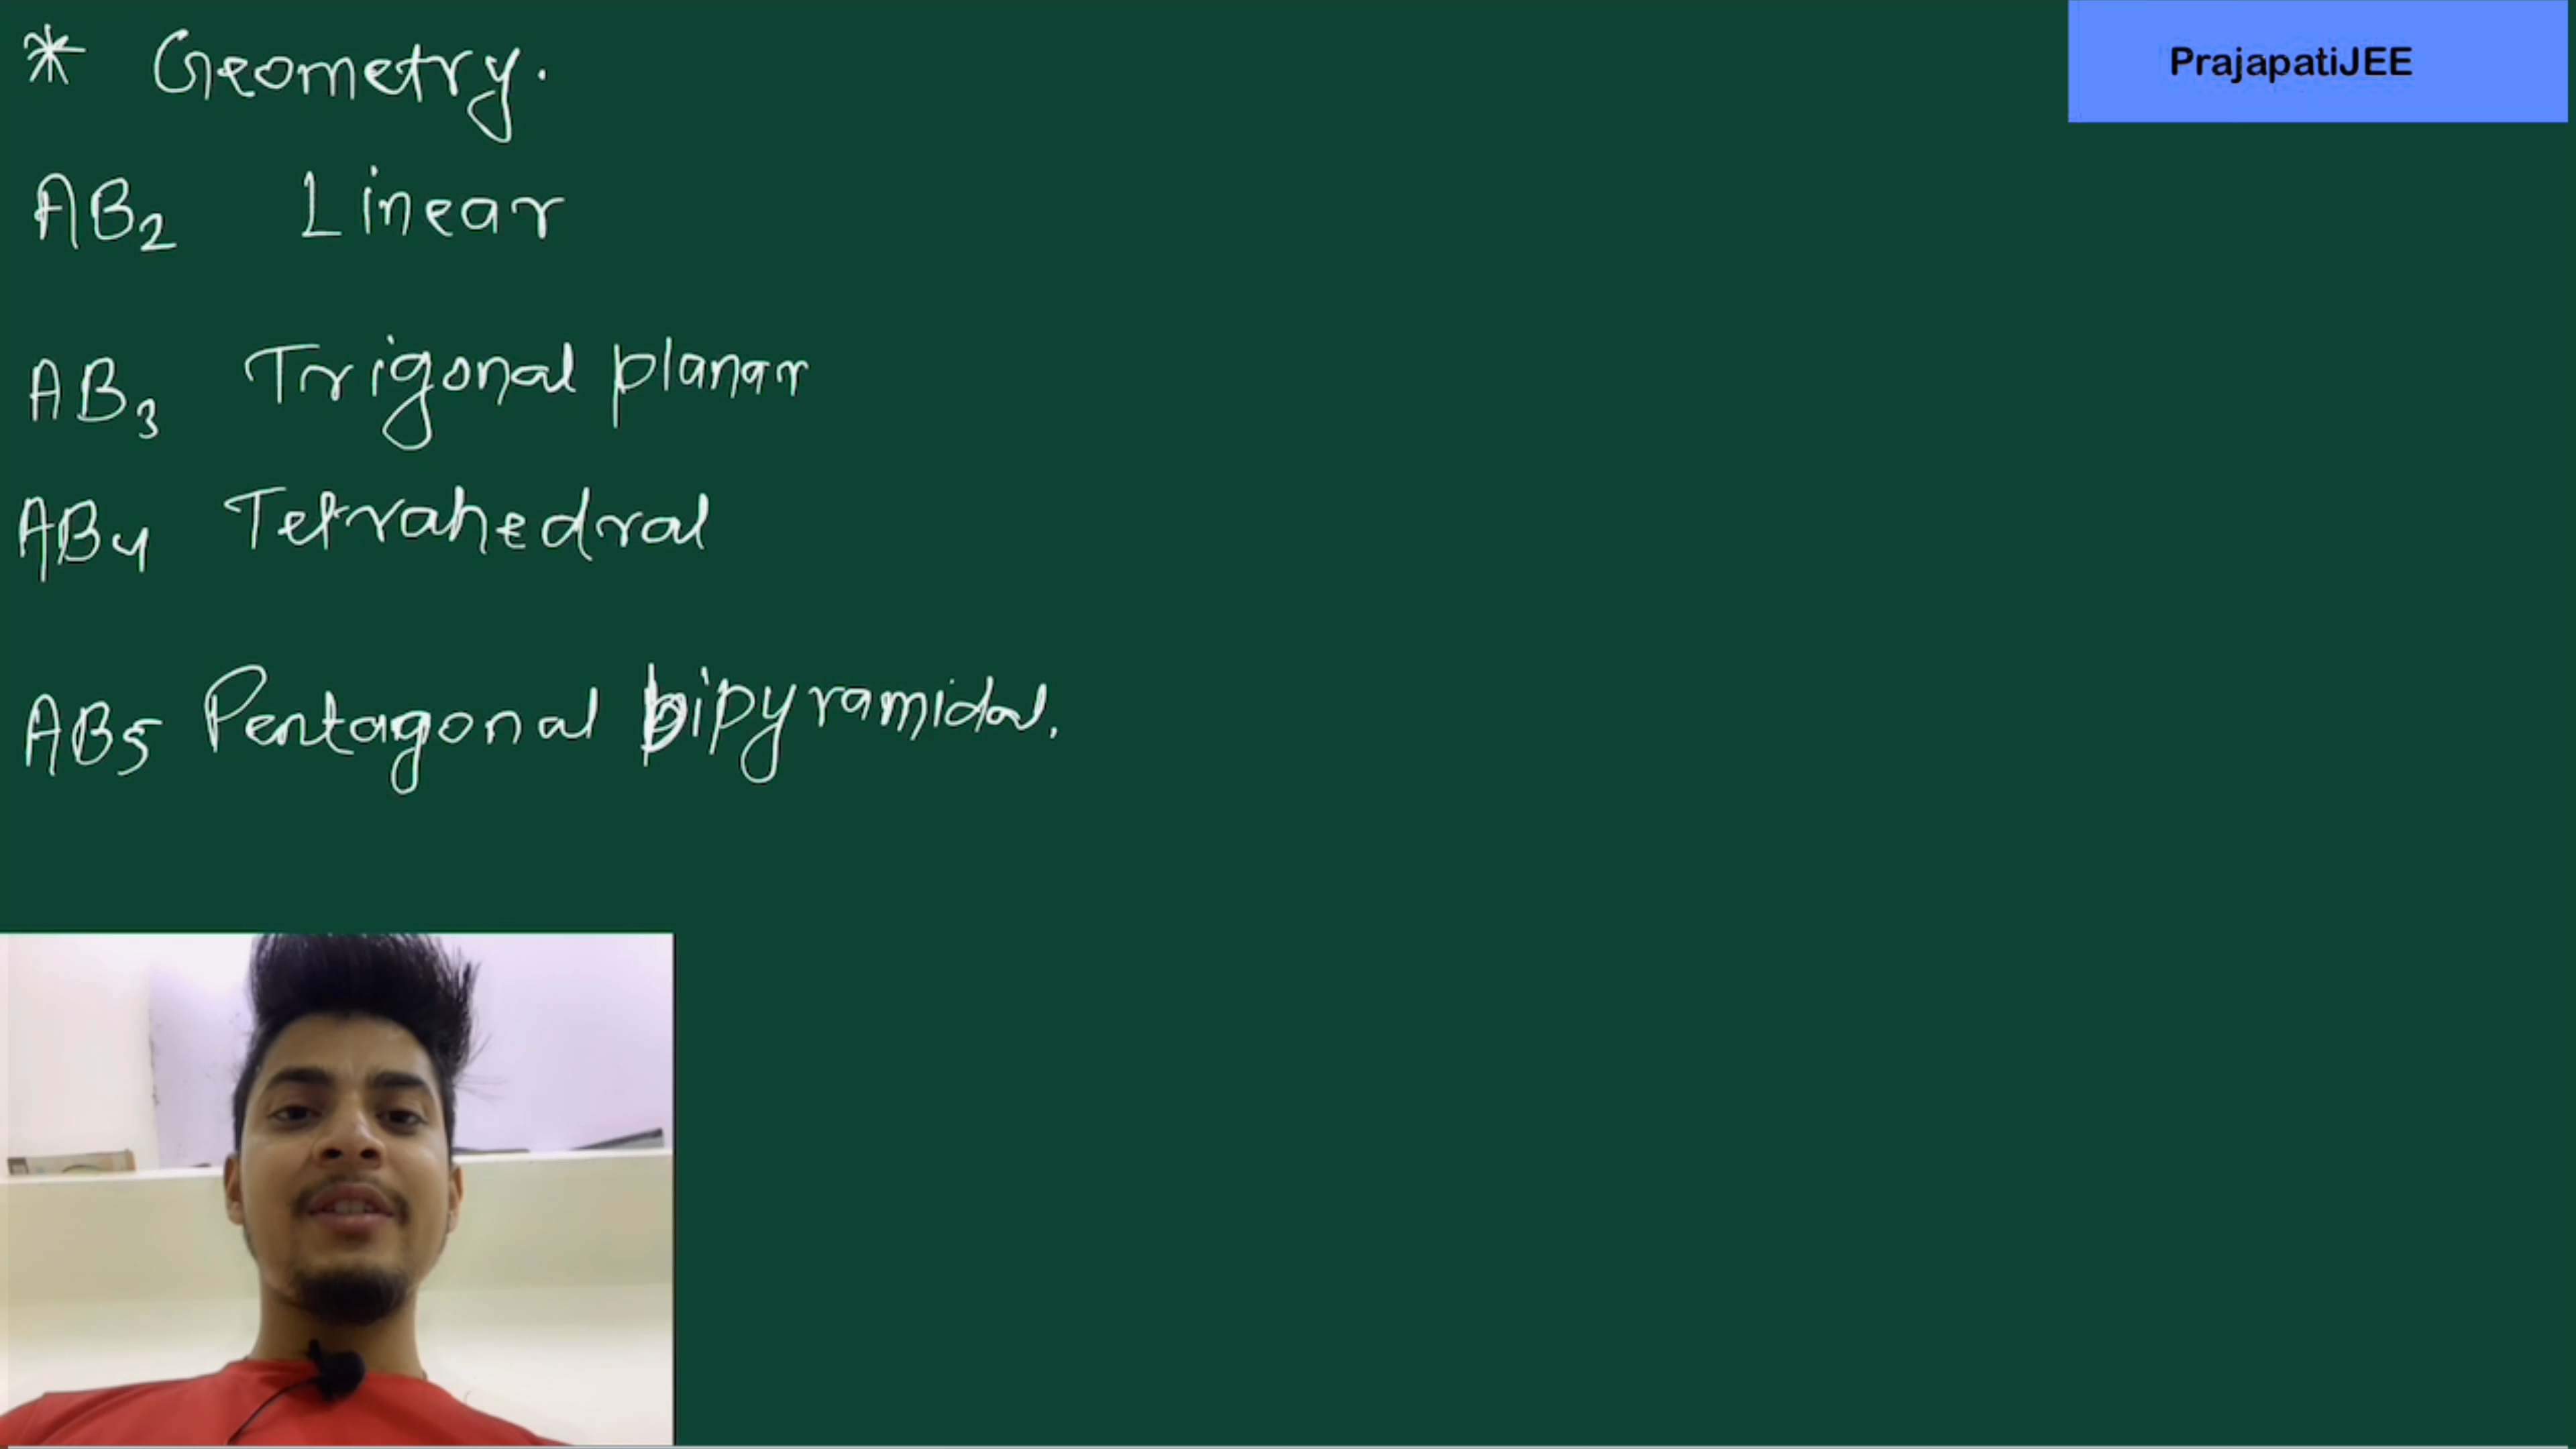 * Geometry.
PrajapatiJEE
AB₂ Linear
AB₃ Trigonal planar
AB₄ Tetrahedral
AB₅ Pentagonal bipyramidal.